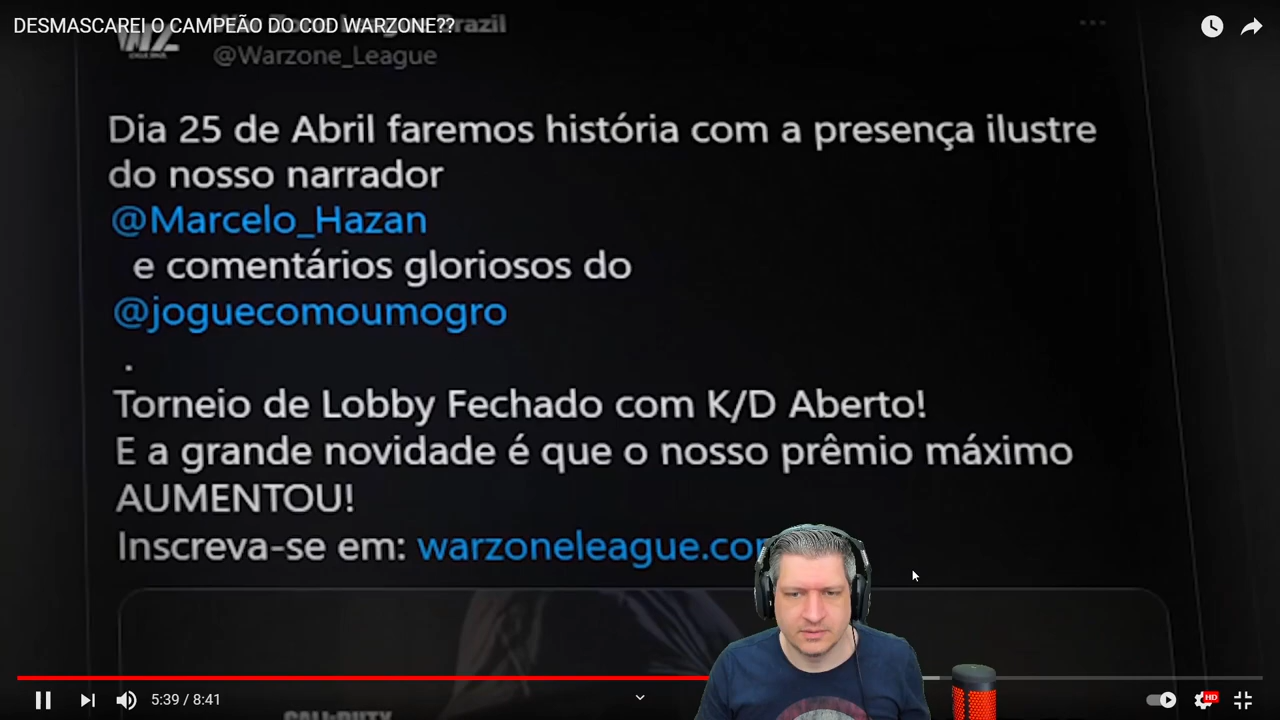 DESMASCAREI O CAMPEÃO DO COD WARZONE??
@Warzone_League
Dia 25 de Abril faremos história com a presença ilustre
do nosso narrador
@Marcelo_Hazan
e comentários gloriosos do
@joguecomoumogro
.
Torneio de Lobby Fechado com K/D Aberto!
E a grande novidade é que o nosso prêmio máximo
AUMENTOU!
Inscreva-se em: warzoneleague.co
5:39 / 8:41
HD